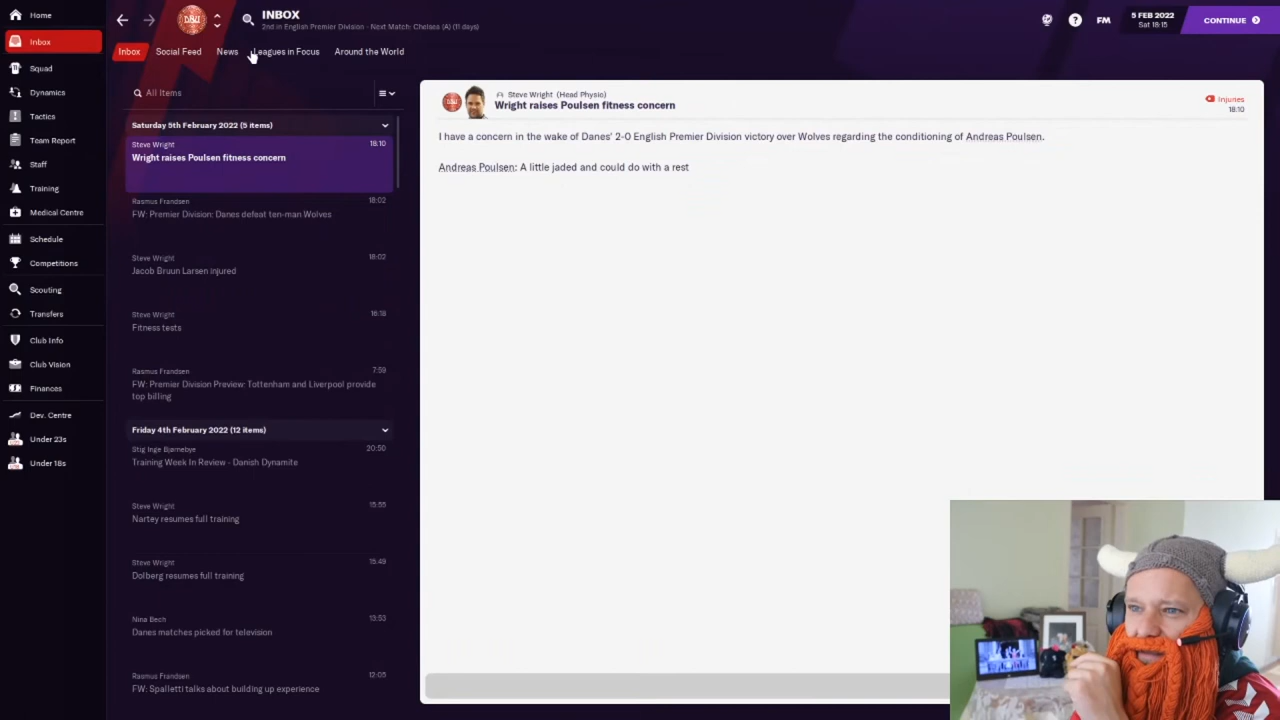 Home
Inbox
Squad
Dynamics
Tactics
Team Report
Staff
Training
Medical Centre
Schedule
Competitions
Scouting
Transfers
Club Info
Club Vision
Finances
Dev. Centre
Under 23s
Under 18s
DBU
INBOX
2nd in English Premier Division - Next Match: Chelsea (A) (11 days)
FM
5 FEB 2022
Sat 18:15
CONTINUE
Inbox
Social Feed
News
Leagues in Focus
Around the World
All Items
Saturday 5th February 2022 (5 items)
Steve Wright 18:10
Wright raises Poulsen fitness concern
Rasmus Frandsen 18:02
FW: Premier Division: Danes defeat ten-man Wolves
Steve Wright 18:02
Jacob Bruun Larsen injured
Steve Wright 16:18
Fitness tests
Rasmus Frandsen 7:59
FW: Premier Division Preview: Tottenham and Liverpool provide
top billing
Friday 4th February 2022 (12 items)
Stig Inge Bjørnebye 20:50
Training Week In Review - Danish Dynamite
Steve Wright 15:55
Nartey resumes full training
Steve Wright 15:49
Dolberg resumes full training
Nina Bech 13:53
Danes matches picked for television
Rasmus Frandsen 12:05
FW: Spalletti talks about building up experience
DBU
Steve Wright (Head Physio)
Wright raises Poulsen fitness concern
Injuries
18:10
I have a concern in the wake of Danes' 2-0 English Premier Division victory over Wolves regarding the conditioning of Andreas Poulsen.
Andreas Poulsen: A little jaded and could do with a rest